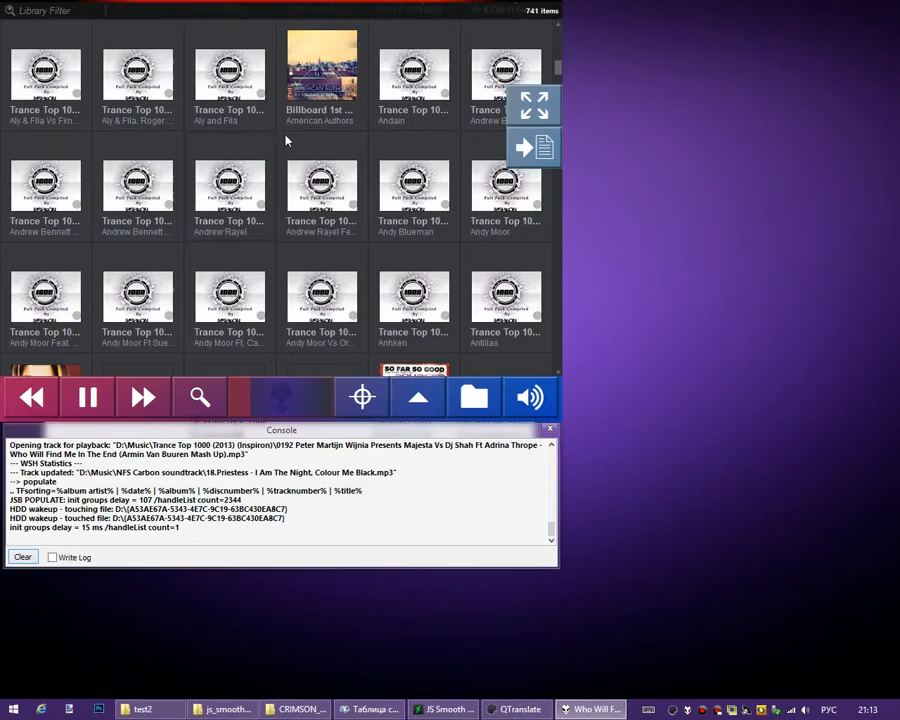 Library Filter
741 items
Trance Top 10... Trance Top 10... Trance Top 10... Billboard 1st ... Trance Top 10... Trance Top 10...
Aly & Fila Vs Fkn ... Aly & Fila, Roger ... Aly and Fila American Authors Andain Andrew B
Trance Top 10... Trance Top 10... Trance Top 10... Trance Top 10... Trance Top 10... Trance Top 10...
Andrew Bennett ... Andrew Bennett ... Andrew Rayel Andrew Rayel Fe... Andy Blueman Andy Moor
Trance Top 10... Trance Top 10... Trance Top 10... Trance Top 10... Trance Top 10... Trance Top 10...
Andy Moor Feat. ... Andy Moor Ft Sue... Andy Moor Ft. Ca... Andy Moor Vs Or... Anhken Antillas
SO FAR SO GOOD
Console
x
Opening track for playback: "D:\Music\Trance Top 1000 (2013) (Inspiron)\0192 Peter Martijn Wijnia Presents Majesta Vs Dj Shah Ft Adrina Thrope -
Who Will Find Me In The End (Armin Van Buuren Mash Up).mp3"
--- WSH Statistics ---
--- Track updated: "D:\Music\NFS Carbon soundtrack\18.Priestess - I Am The Night, Colour Me Black.mp3"
--> populate
.. TFsorting=%album artist% | %date% | %album% | %discnumber% | %tracknumber% | %title%
JSB POPULATE: init groups delay = 107 /handleList count=2344
HDD wakeup - touching file: D:\{A53AE67A-5343-4E7C-9C19-63BC430EA8C7}
HDD wakeup - touched file: D:\{A53AE67A-5343-4E7C-9C19-63BC430EA8C7}
init groups delay = 15 ms /handleList count=1
Clear
Write Log
test2 js_smooth... CRIMSON_... Таблица с... JS Smooth ... QTranslate Who Will F... РУС 21:13